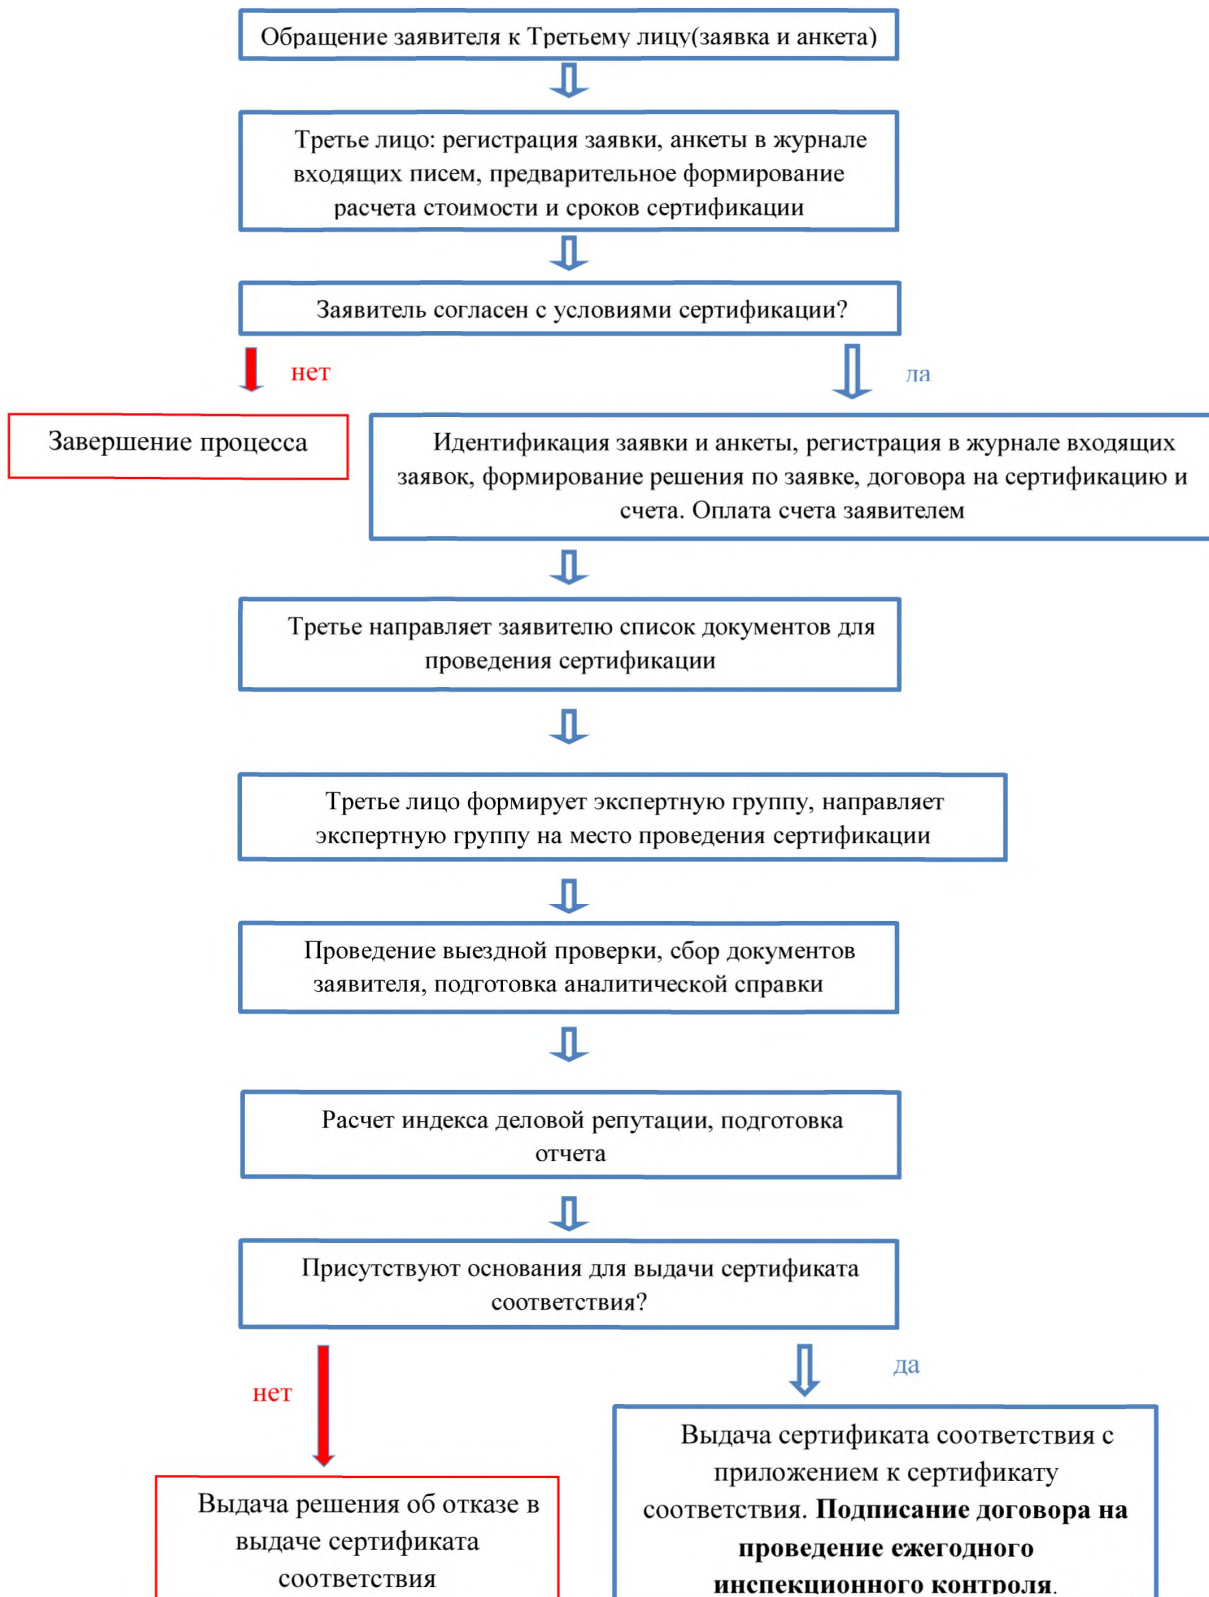 Обращение заявителя к Третьему лицу(заявка и анкета)
Третье лицо: регистрация заявки, анкеты в журнале
входящих писем, предварительное формирование
расчета стоимости и сроков сертификации
Заявитель согласен с условиями сертификации?
нет
да
Завершение процесса
Идентификация заявки и анкеты, регистрация в журнале входящих
заявок, формирование решения по заявке, договора на сертификацию и
счета. Оплата счета заявителем
Третье направляет заявителю список документов для
проведения сертификации
Третье лицо формирует экспертную группу, направляет
экспертную группу на место проведения сертификации
Проведение выездной проверки, сбор документов
заявителя, подготовка аналитической справки
Расчет индекса деловой репутации, подготовка
отчета
Присутствуют основания для выдачи сертификата
соответствия?
нет
да
Выдача решения об отказе в
выдаче сертификата
соответствия
Выдача сертификата соответствия с
приложением к сертификату
соответствия. Подписание договора на
проведение ежегодного
инспекционного контроля.